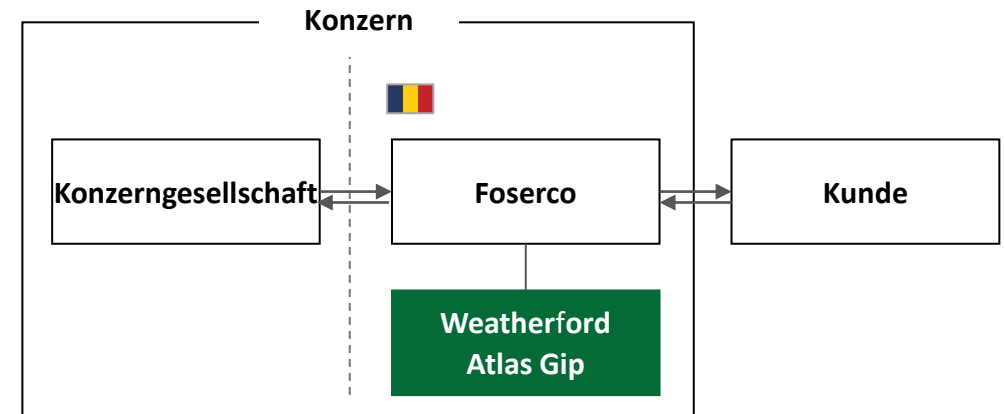 Konzern
Konzerngesellschaft
Foserco
Kunde
Weatherford
Atlas Gip